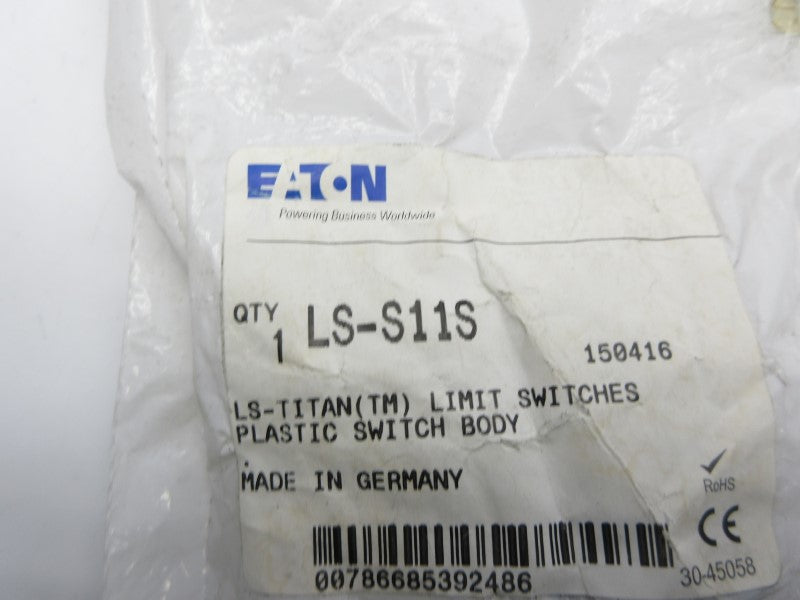 EATON
Powering Business Worldwide
QTY
1 LS-S11S
150416
LS-TITAN(TM) LIMIT SWITCHES
PLASTIC SWITCH BODY
.
MADE IN GERMANY
RoHS
CE
00786685392486
30-45058